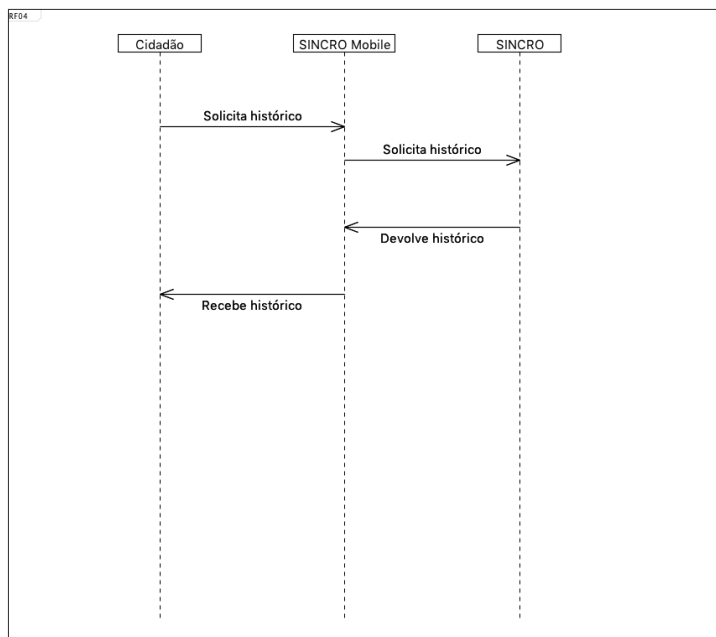 RF04
Cidadão
SINCRO Mobile
SINCRO
Solicita histórico
Solicita histórico
Devolve histórico
Recebe histórico